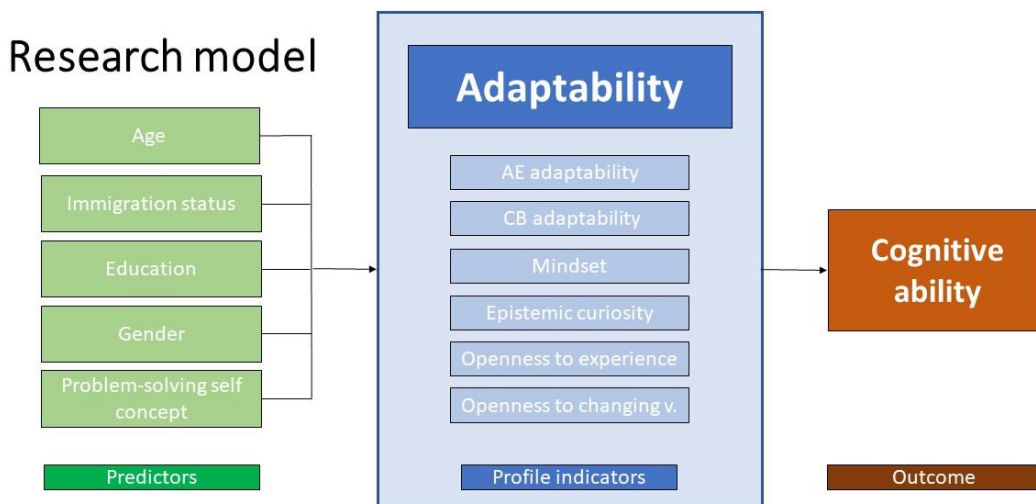 Research model
Age
Immigration status
Education
Gender
Problem-solving self
concept
Predictors
Adaptability
AE adaptability
CB adaptability
Mindset
Epistemic curiosity
Openness to experience
Openness to changing v.
Profile indicators
Cognitive
ability
Outcome